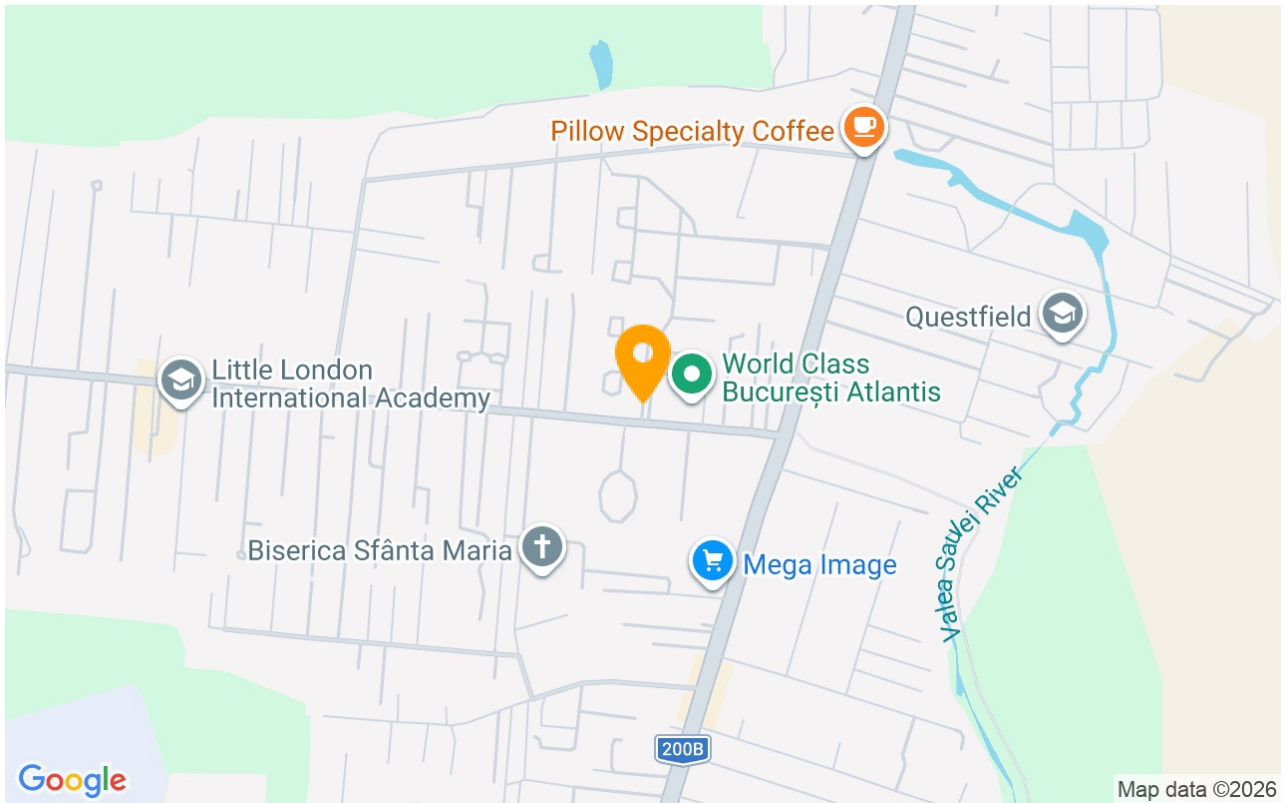 Pillow Specialty Coffee
Questfield
World Class
București Atlantis
Little London
International Academy
Biserica Sfânta Maria
Mega Image
Valea Saulei River
200B
Google
Map data ©2026